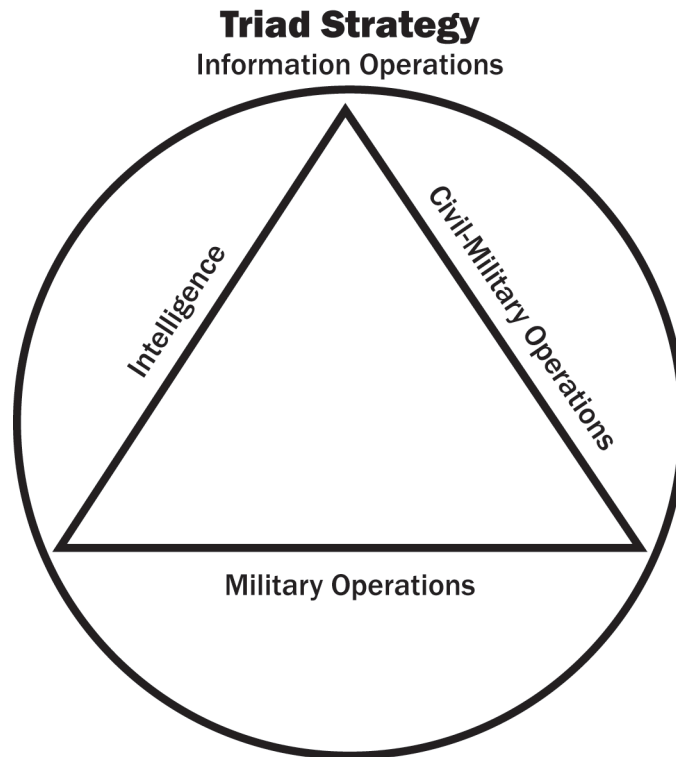 Triad Strategy
Information Operations
Intelligence
Civil-Military Operations
Military Operations